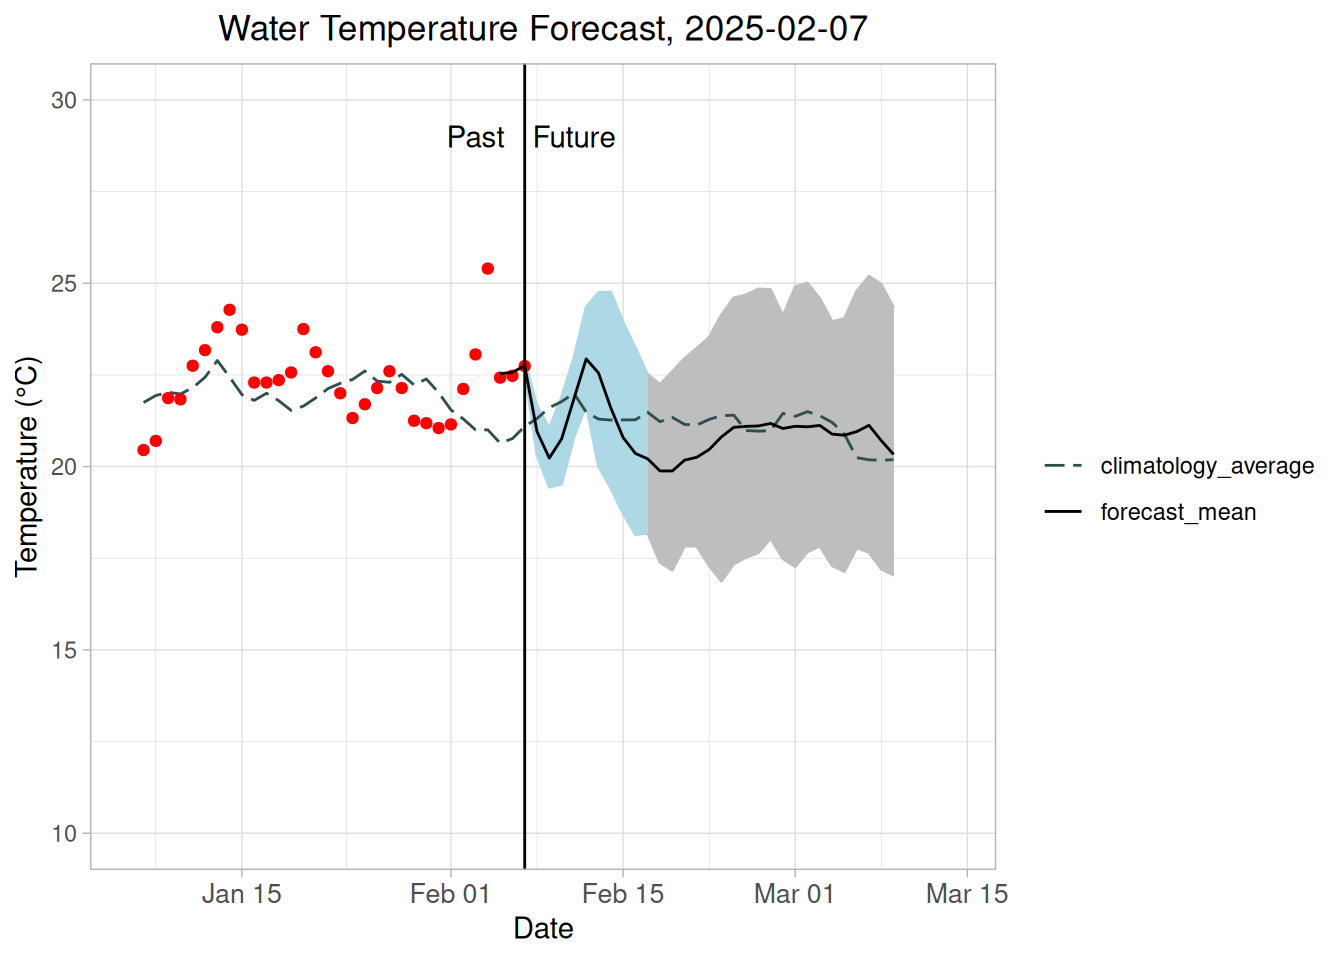 Water Temperature Forecast, 2025-02-07
30
Past Future
25
20
15
10
Temperature (°C)
Jan 15 Feb 01 Feb 15 Mar 01 Mar 15
Date
climatology_average
forecast_mean